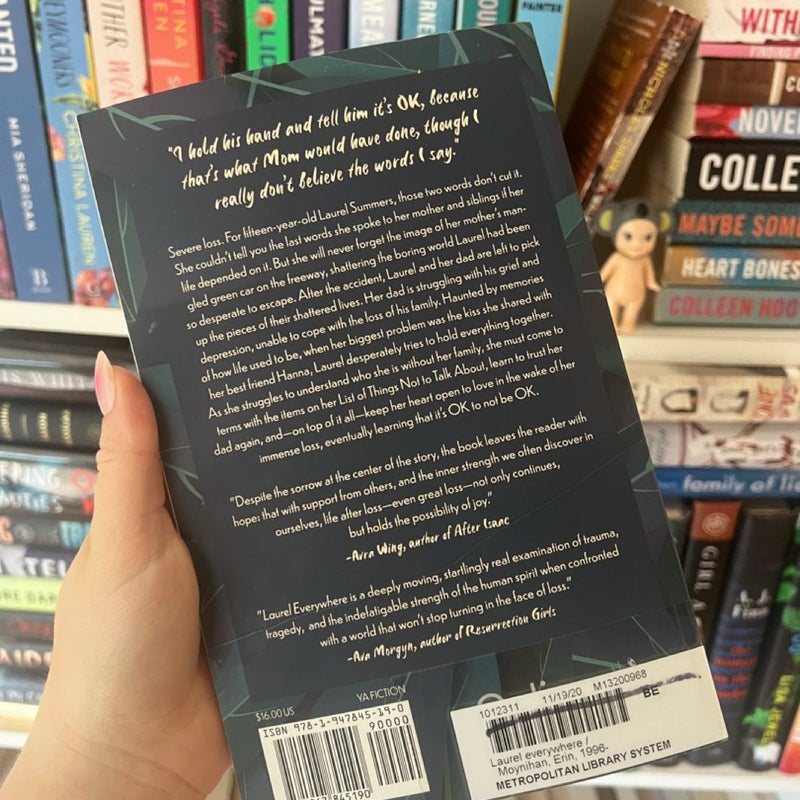 "I hold his hand and tell him it's OK, because
that's what Mom would have done, though I
really don't believe the words I say."
Severe loss. For fifteen-year-old Laurel Summers, those two words don't cut it.
She couldn't tell you the last words she spoke to her mother and siblings if her
life depended on it. But she will never forget the image of her mother's man-
gled green car on the freeway, shattering the boring world Laurel had been
so desperate to escape. After the accident, Laurel and her dad are left to pick
up the pieces of their shattered lives. Her dad is struggling with his grief and
depression, unable to cope with the loss of his family. Haunted by memories
of how life used to be, when her biggest problem was the kiss she shared with
her best friend Hanna, Laurel desperately tries to hold everything together.
As she struggles to understand who she is without her family, she must come to
terms with the items on her List of Things Not to Talk About, learn to trust her
dad again, and—on top of it all—keep her heart open to love in the wake of her
immense loss, eventually learning that it's OK to not be OK.
"Despite the sorrow at the center of the story, the book leaves the reader with
hope: that with support from others, and the inner strength we often discover in
ourselves, life after loss—even great loss—not only continues,
but holds the possibility of joy."
-Avra Wing, author of After Isaac
"Laurel Everywhere is a deeply moving, startlingly real examination of trauma,
tragedy, and the indefatigable strength of the human spirit when confronted
with a world that won't stop turning in the face of loss."
-Ava Morgyn, author of Resurrection Girls
$16.00 US
YA FICTION
ISBN 978-1-947845-19-0
90000
1012311 11/19/20 M13200968
BE
Laurel everywhere /
Moynihan, Erin, 1996-
METROPOLITAN LIBRARY SYSTEM
MIA SHERIDAN
CHRISTINA LAUREN
PAINTER
COLLE
MAYBE SOM
HEART BONES
COLLEEN HOO
family of lie
GIRL